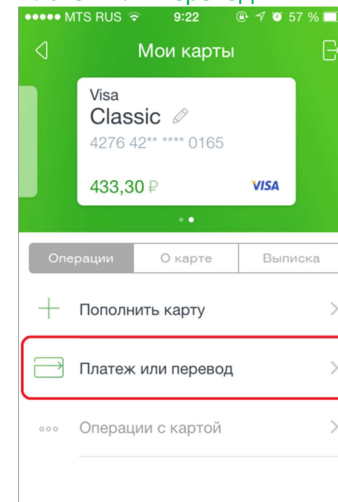 MTS RUS 9:22 57 %
Мои карты
Visa
Classic
4276 42** **** 0165
433,30 ₽ VISA
Операции О карте Выписка
Пополнить карту
Платеж или перевод
Операции с картой